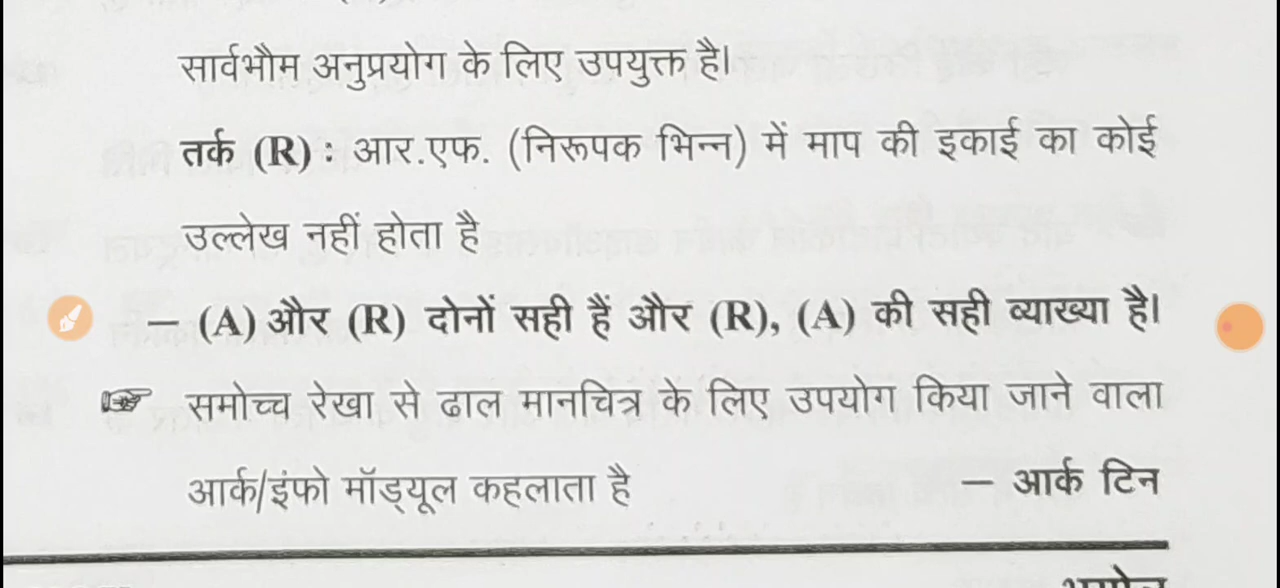 सार्वभौम अनुप्रयोग के लिए उपयुक्त है।
तर्क (R) : आर.एफ. (निरूपक भिन्न) में माप की इकाई का कोई
उल्लेख नहीं होता है
– (A) और (R) दोनों सही हैं और (R), (A) की सही व्याख्या है।
समोच्च रेखा से ढाल मानचित्र के लिए उपयोग किया जाने वाला
आर्क/इंफो मॉड्यूल कहलाता है – आर्क टिन